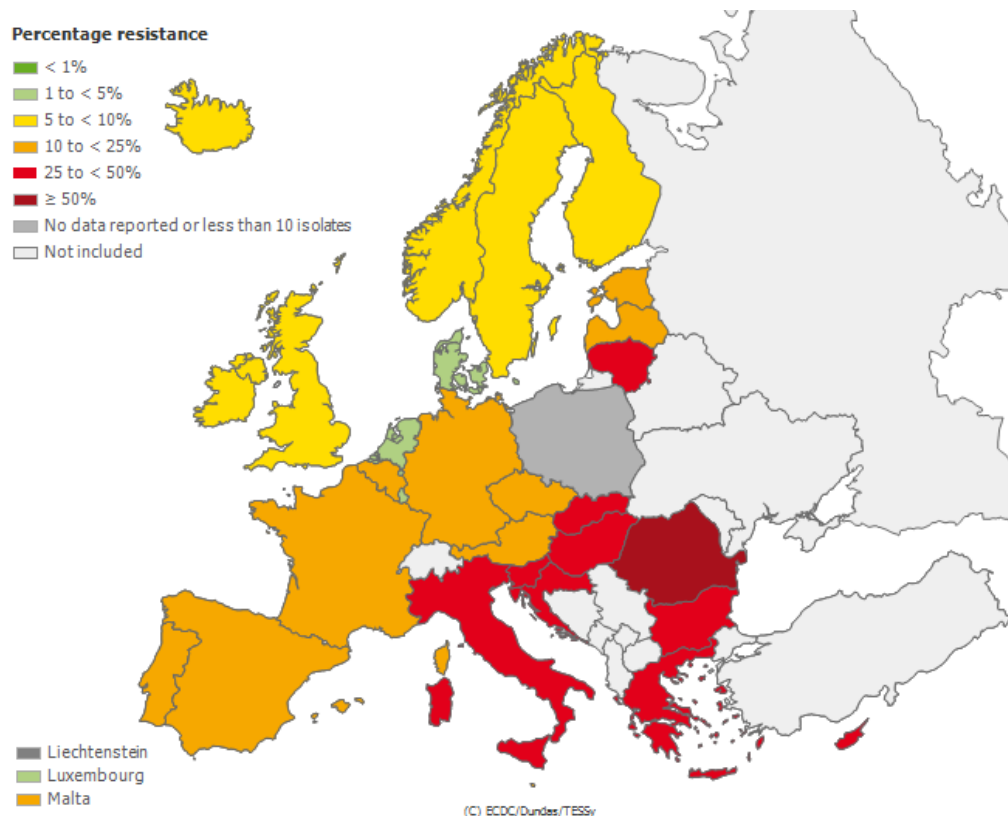 Percentage resistance
< 1%
1 to < 5%
5 to < 10%
10 to < 25%
25 to < 50%
≥ 50%
No data reported or less than 10 isolates
Not included
Liechtenstein
Luxembourg
Malta
(C) ECDC/Dundas/TESSy